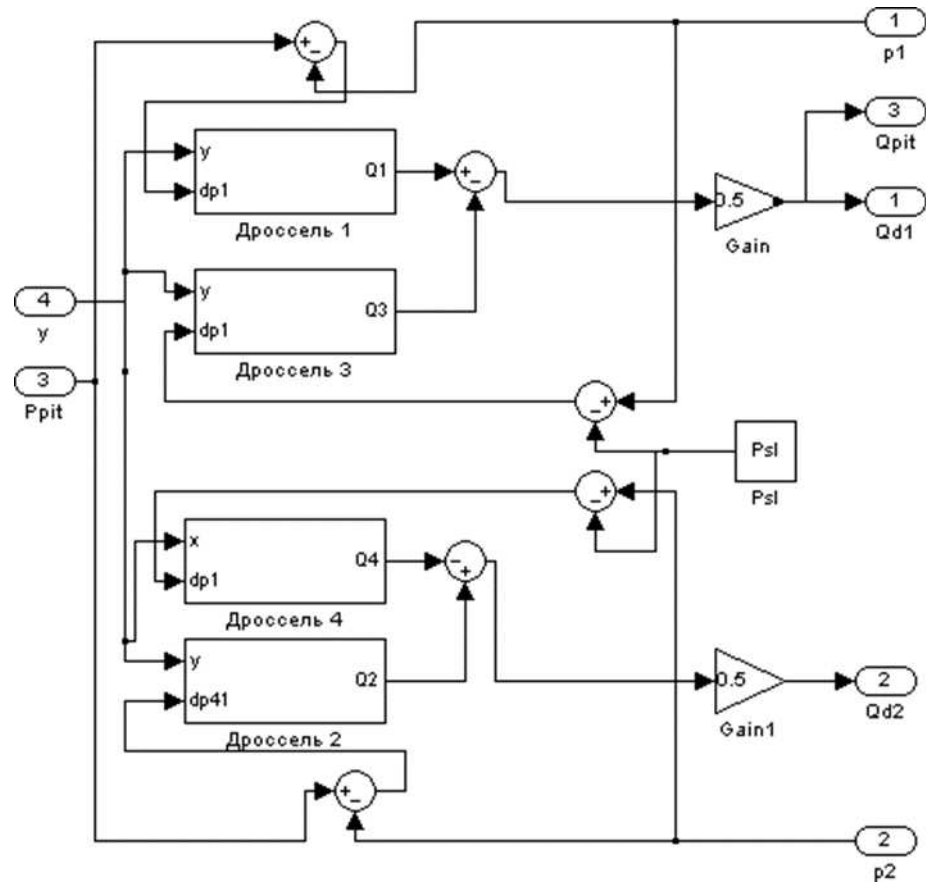 1
p1
+
-
3
Qpit
y
Q1
dp1
Дроссель 1
+
-
0.5
Gain
1
Qd1
4
y
y
Q3
dp1
Дроссель 3
3
Ppit
- +
-
Psl
Psl
- +
-
x
Q4
dp1
Дроссель 4
-
+
y
Q2
dp41
Дроссель 2
0.5
Gain1
2
Qd2
+
-
2
p2